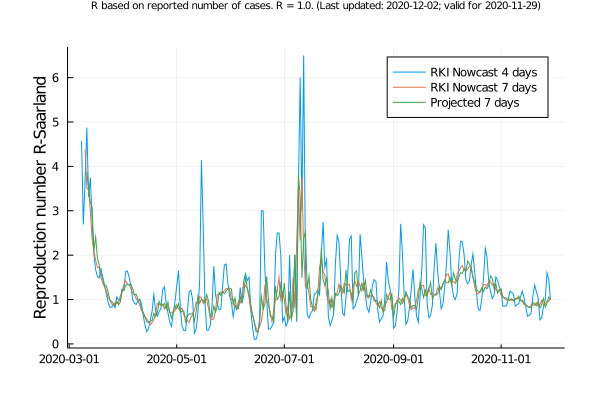 R based on reported number of cases. R = 1.0. (Last updated: 2020-12-02; valid for 2020-11-29)
RKI Nowcast 4 days
RKI Nowcast 7 days
Projected 7 days
Reproduction number R-Saarland
6
5
4
3
2
1
0
2020-03-01 2020-05-01 2020-07-01 2020-09-01 2020-11-01